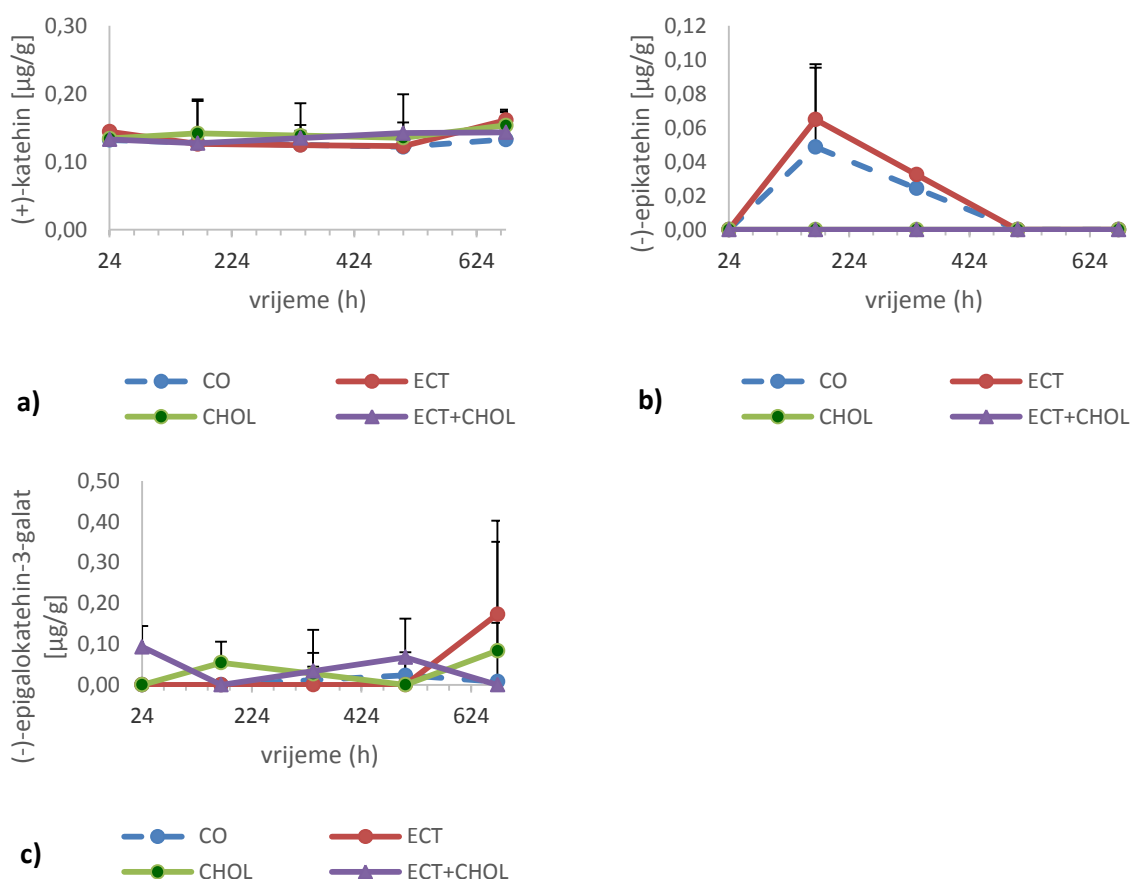 (+)-katehin [µg/g]
0,30
0,20
0,10
0,00
24 224 424 624
vrijeme (h)
CO ECT
CHOL ECT+CHOL
a)
(-)-epikatehin [µg/g]
0,12
0,10
0,08
0,06
0,04
0,02
0,00
24 224 424 624
vrijeme (h)
CO ECT
CHOL ECT+CHOL
b)
(-)-epigalokatehin-3-galat
[µg/g]
0,50
0,40
0,30
0,20
0,10
0,00
24 224 424 624
vrijeme (h)
CO ECT
CHOL ECT+CHOL
c)